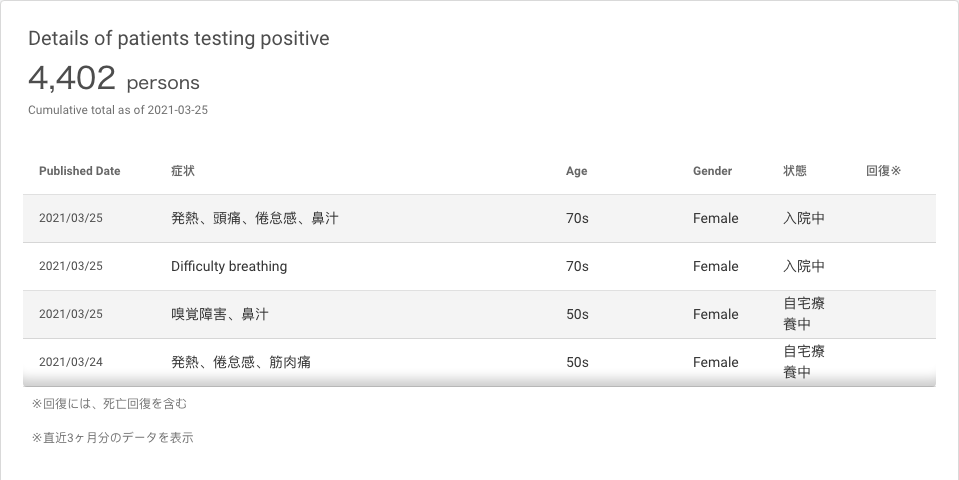 Details of patients testing positive
4,402 persons
Cumulative total as of 2021-03-25
Published Date 症状 Age Gender 状態 回復※
2021/03/25 発熱、頭痛、倦怠感、鼻汁 70s Female 入院中
2021/03/25 Difficulty breathing 70s Female 入院中
2021/03/25 嗅覚障害、鼻汁 50s Female 自宅療
養中
2021/03/24 発熱、倦怠感、筋肉痛 50s Female 自宅療
養中
※回復には、死亡回復を含む
※直近3ヶ月分のデータを表示